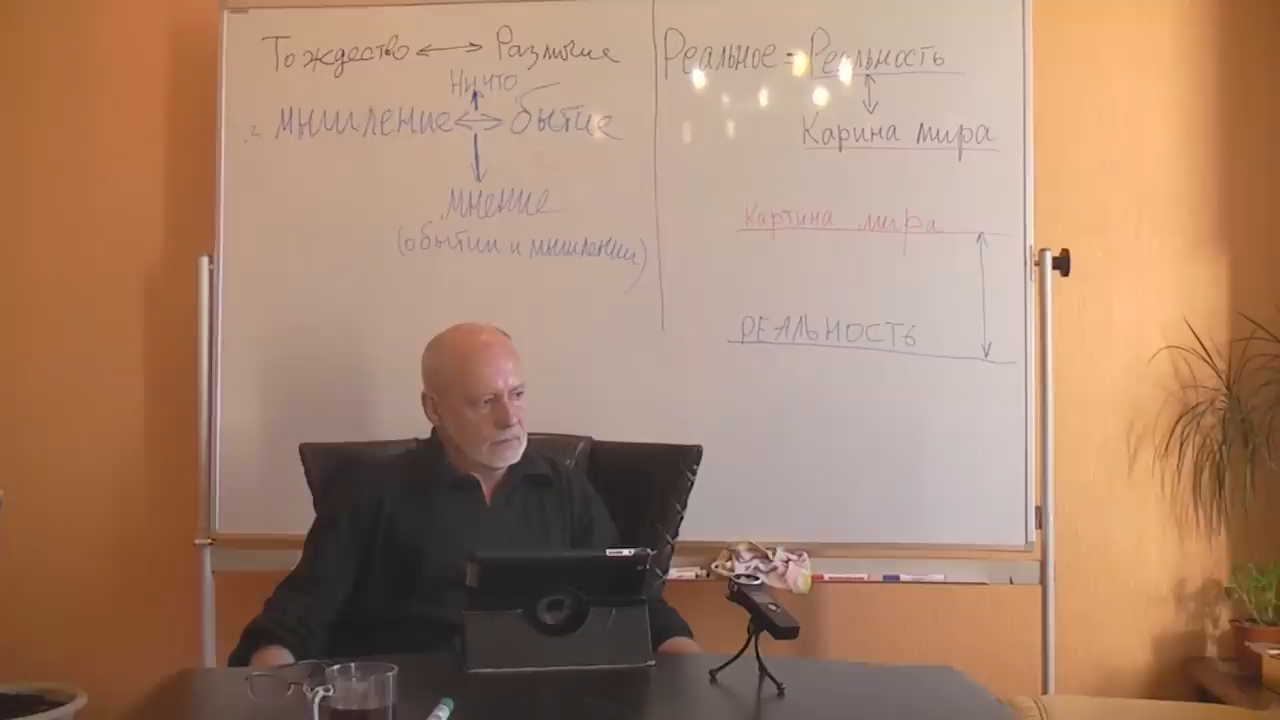 Тождество ⟷ Различие
Ничто
мышление ⟺ бытие
мнение
(о бытии и мышлении)
Реальное = Реальность
Карина мира
Картина мира
РЕАЛЬНОСТЬ